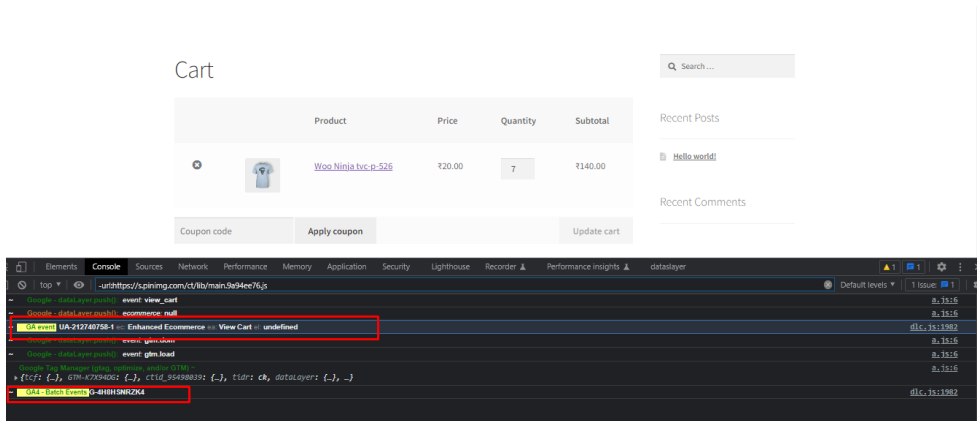 Cart
Search ...
Product Price Quantity Subtotal
Recent Posts
Woo Ninja tvc-p-526 ₹20.00 7 ₹140.00
Hello world!
Recent Comments
Coupon code Apply coupon Update cart
Elements Console Sources Network Performance Memory Application Security Lighthouse Recorder Performance insights dataslayer 1 1
top -url:https://s.pinimg.com/ct/lib/main.9a94ee76.js Default levels 1 Issue: 1
~ Google - dataLayer.push(): event: view_cart a.js:6
~ Google - dataLayer.push(): ecommerce: null a.js:6
~ GA event UA-212740758-1 ec: Enhanced Ecommerce ea: View Cart el: undefined dlc.js:1982
~ Google - dataLayer.push(): event: gtm.dom a.js:6
~ Google - dataLayer.push(): event: gtm.load a.js:6
Google Tag Manager (gtag, optimize, and/or GTM) ~ a.js:6
{tcf: {…}, GTM-K7X94DG: {…}, ctid_95498039: {…}, tidr: Ck, dataLayer: {…}, …}
~ GA4 - Batch Events G-4H8HSNRZK4 dlc.js:1982